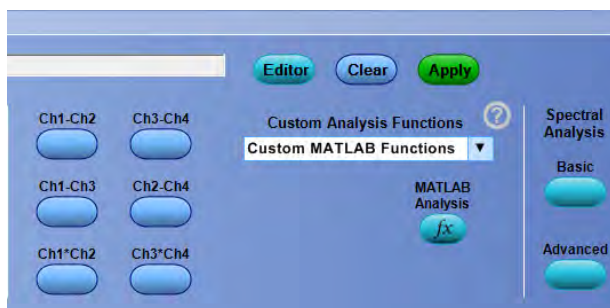 Editor Clear Apply
Ch1-Ch2 Ch3-Ch4
Custom Analysis Functions ?
Spectral
Analysis
Custom MATLAB Functions
Basic
Ch1-Ch3 Ch2-Ch4
MATLAB
Analysis
fx
Ch1*Ch2 Ch3*Ch4
Advanced